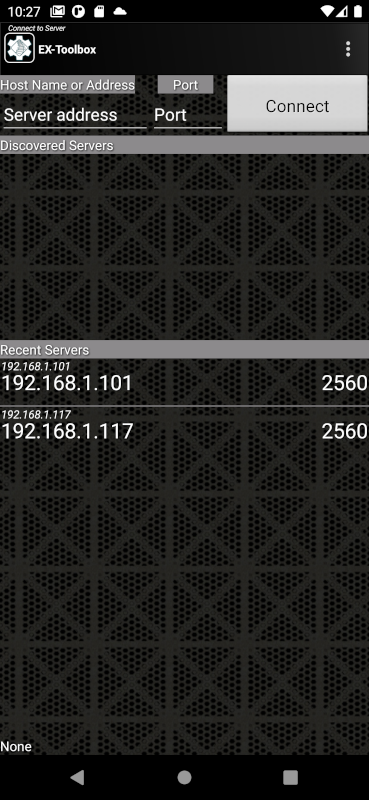 10:27
Connect to Server
EX-Toolbox
Host Name or Address Port
Server address Port Connect
Discovered Servers
Recent Servers
192.168.1.101
192.168.1.101 2560
192.168.1.117
192.168.1.117 2560
None